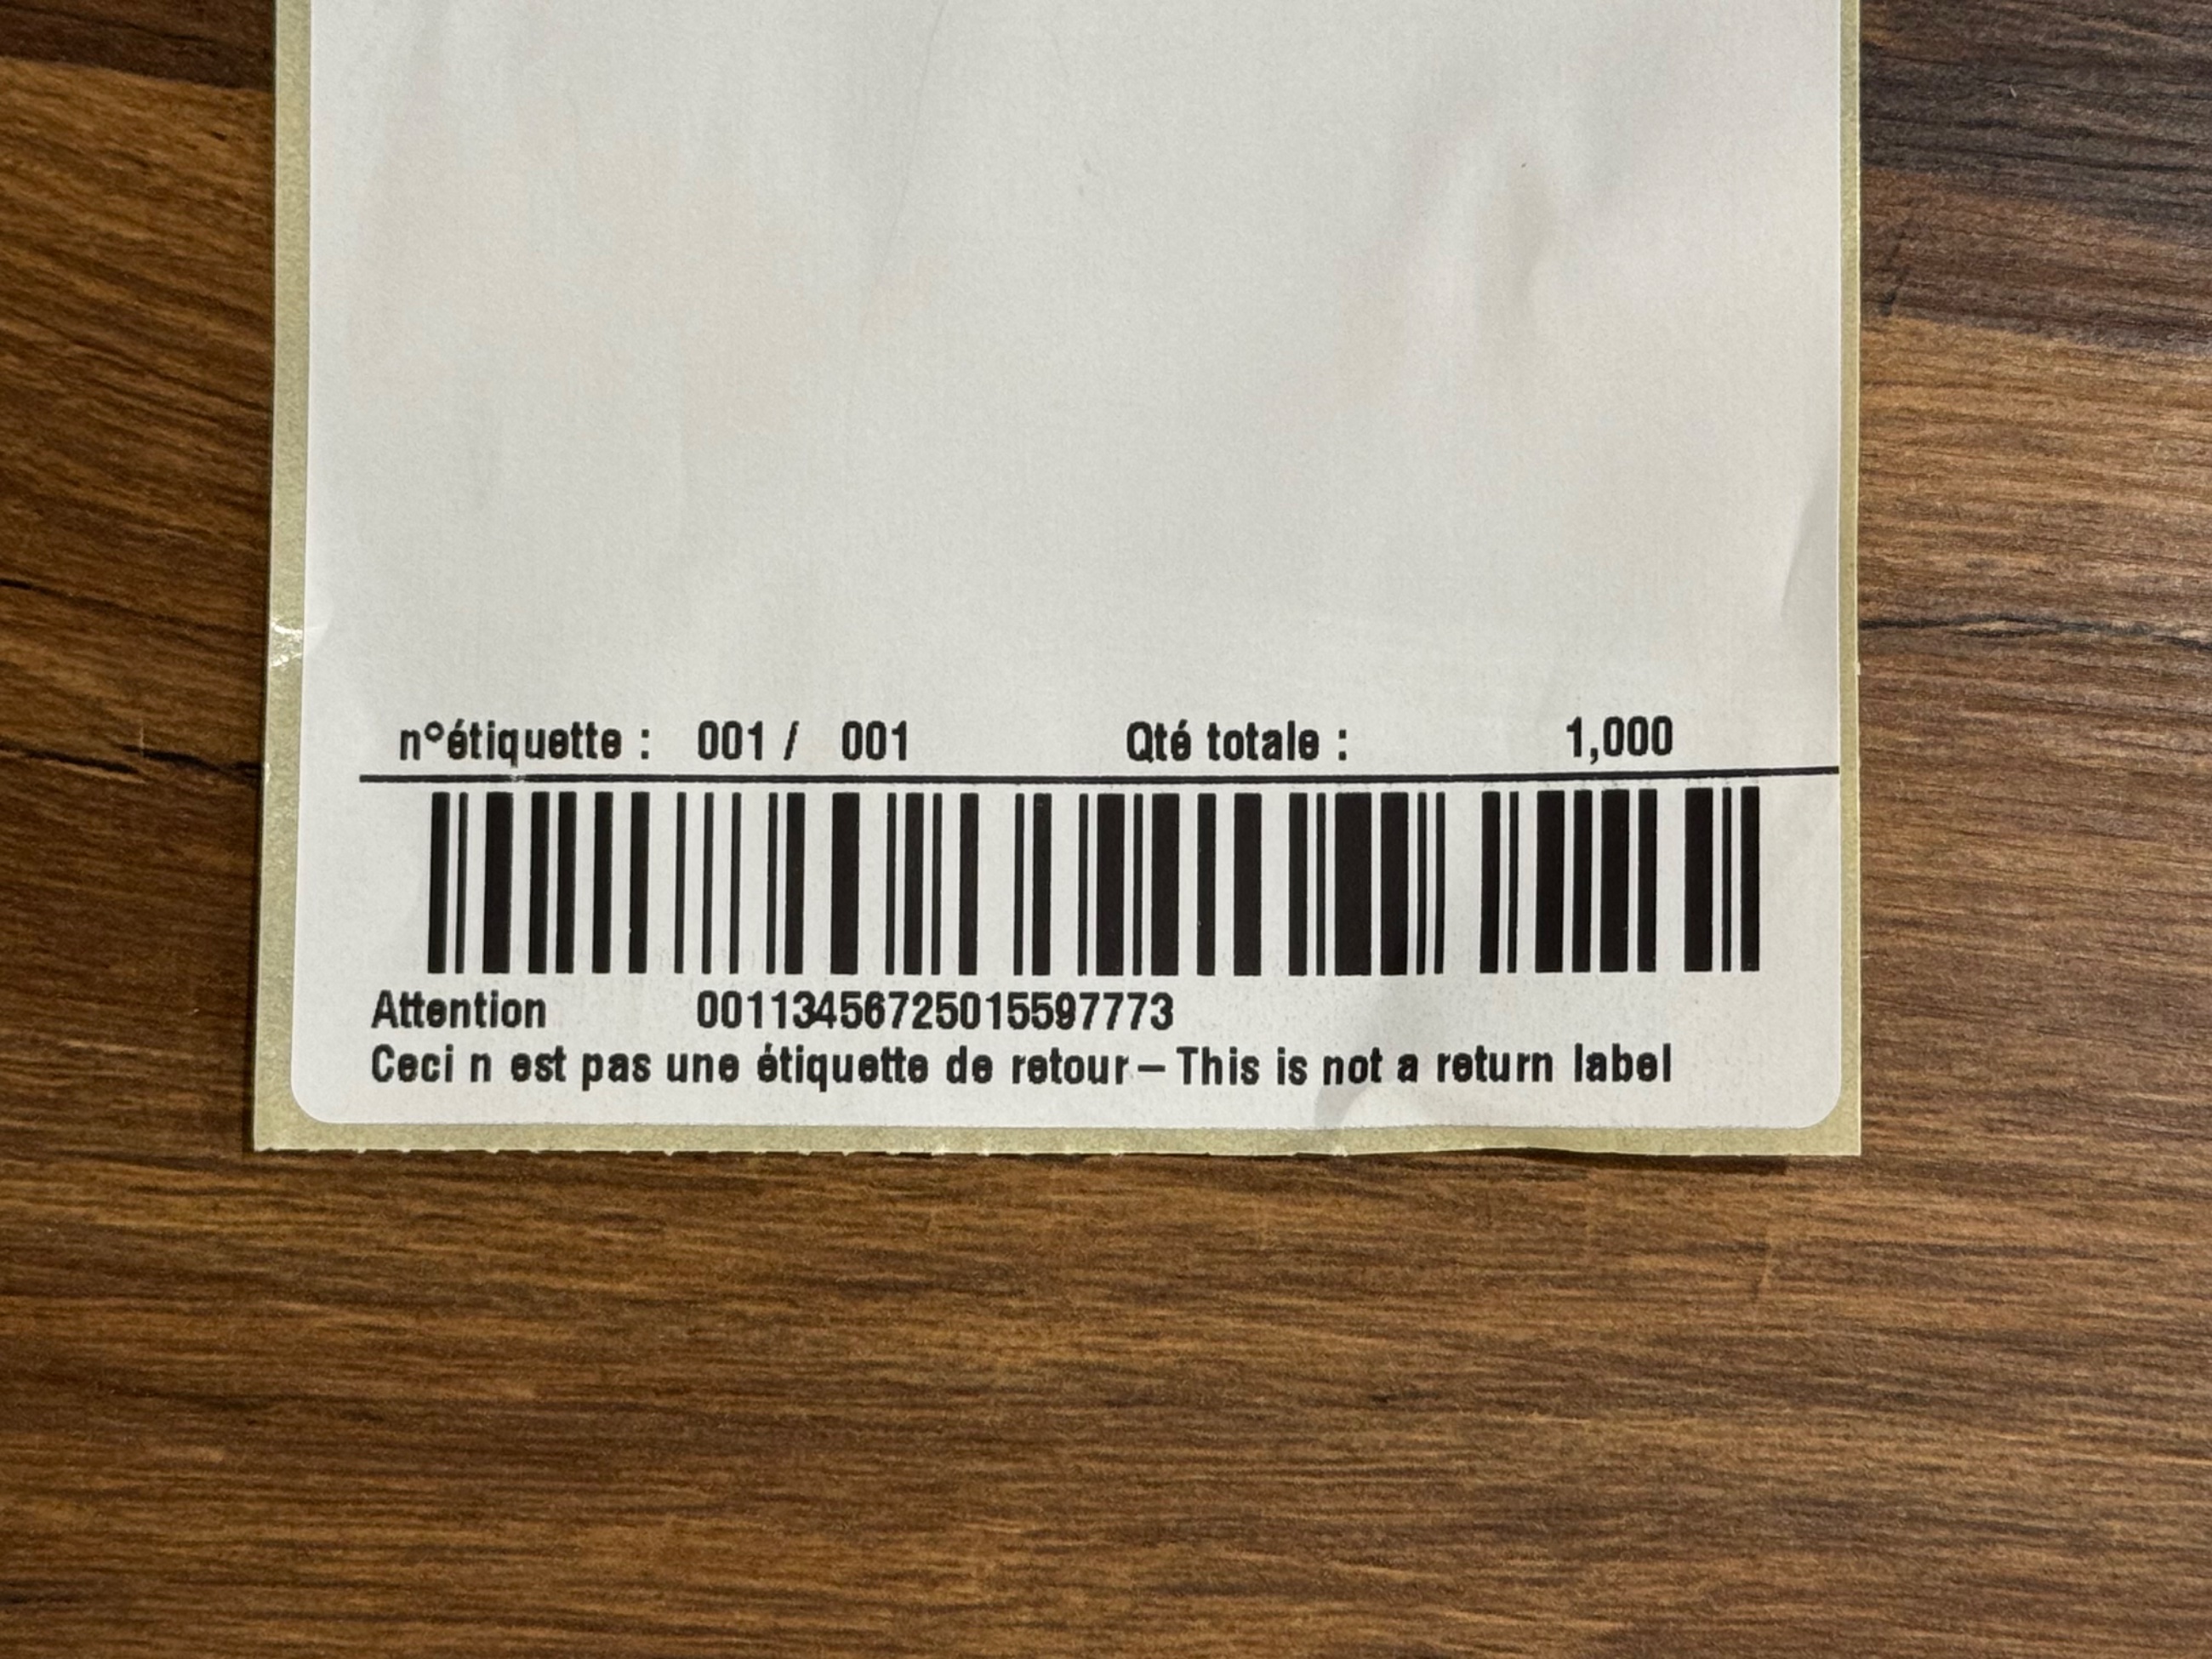 n°étiquette : 001 / 001 Qté totale : 1,000
Attention 00113456725015597773
Ceci n est pas une étiquette de retour – This is not a return label